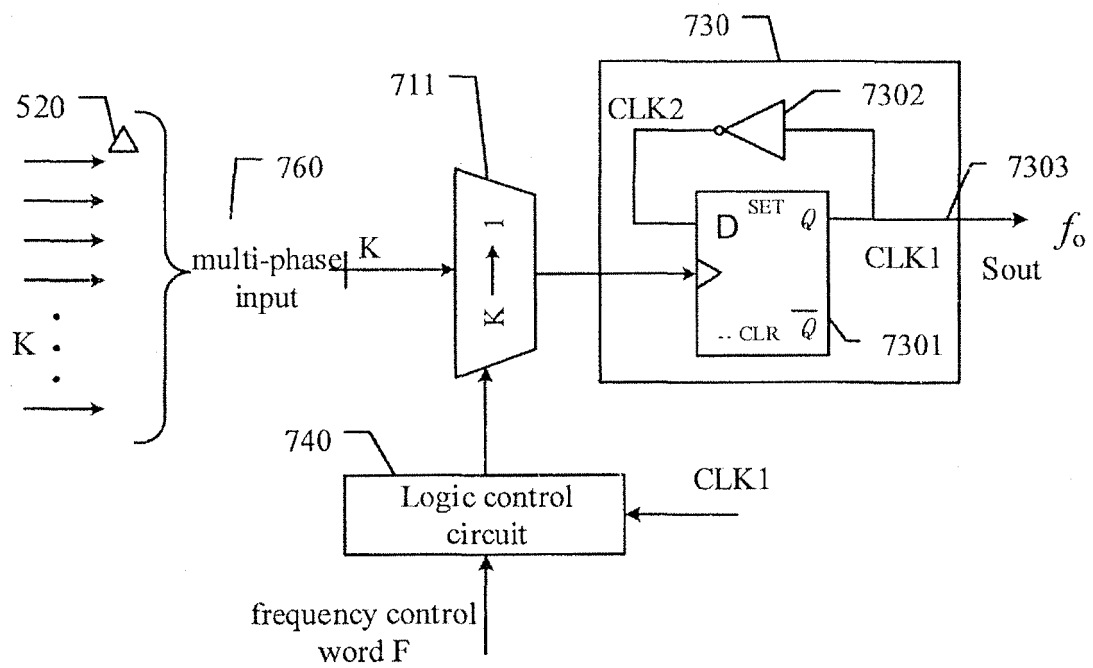 730
520
711
CLK2
7302
760
7303
D
SET
Q
multi-phase
input
K
K → 1
CLK1
Sout
fo
K
.. CLR
Q̅
7301
740
Logic control
circuit
CLK1
frequency control
word F